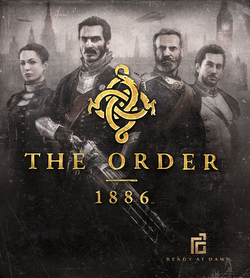 THE ORDER
1886
READY AT DAWN